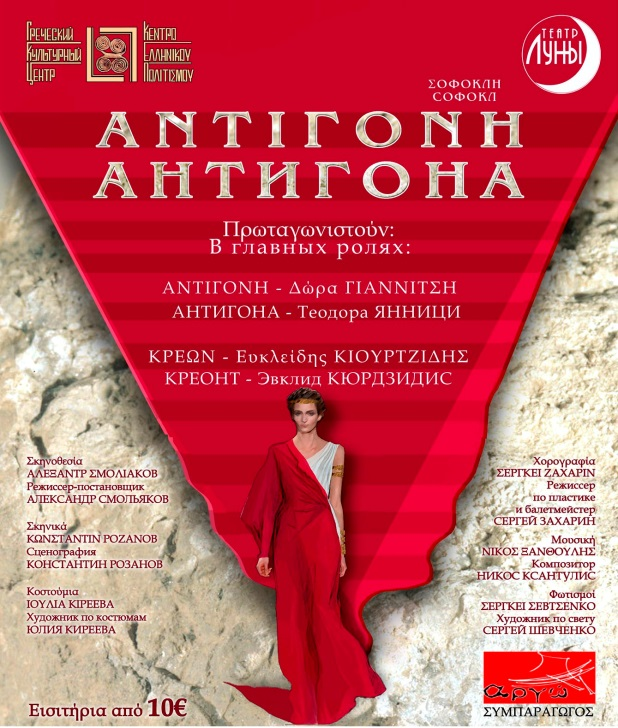 ГРЕЧЕСКИЙ
КУЛЬТУРНЫЙ
ЦЕНТР
ΚΕΝΤΡΟ
ΕΛΛΗΝΙΚΟΥ
ΠΟΛΙΤΙΣΜΟΥ
ТЕАТР
ЛУНЫ
ΣΟΦΟΚΛΗ
СОФОКЛ
ΑΝΤΙΓΟΝΗ
АНТИГОНА
Πρωταγωνιστούν:
В главных ролях:
ΑΝΤΙΓΟΝΗ - Δώρα ΓΙΑΝΝΙΤΣΗ
АНТИГОНА - Теодора ЯННИЦИ
ΚΡΕΩΝ - Ευκλείδης ΚΙΟΥΡΤΖΙΔΗΣ
КРЕОНТ - Эвклид КЮРДЗИДИС
Σκηνοθεσία
ΑΛΕΞΑΝΤΡ ΣΜΟΛΙΑΚΟΒ
Режиссер-постановщик
АЛЕКСАНДР СМОЛЬЯКОВ
Σκηνικά
ΚΩΝΣΤΑΝΤΙΝ ΡΟΖΑΝΟΒ
Сценография
КОНСТАНТИН РОЗАНОВ
Κοστούμια
ΙΟΥΛΙΑ ΚΙΡΕΕΒΑ
Художник по костюмам
ЮЛИЯ КИРЕЕВА
Χορογραφία
ΣΕΡΓΚΕΙ ΖΑΧΑΡΙΝ
Режиссер
по пластике
и балетмейстер
СЕРГЕЙ ЗАХАРИН
Μουσική
ΝΙΚΟΣ ΞΑΝΘΟΥΛΗΣ
Композитор
НИКОС КСАНТУЛИС
Φωτισμοί
ΣΕΡΓΚΕΙ ΣΕΒΤΣΕΝΚΟ
Художник по свету
СЕРГЕЙ ШЕВЧЕНКО
Εισιτήρια από 10€
αργώ
ΣΥΜΠΑΡΑΓΩΓΟΣ